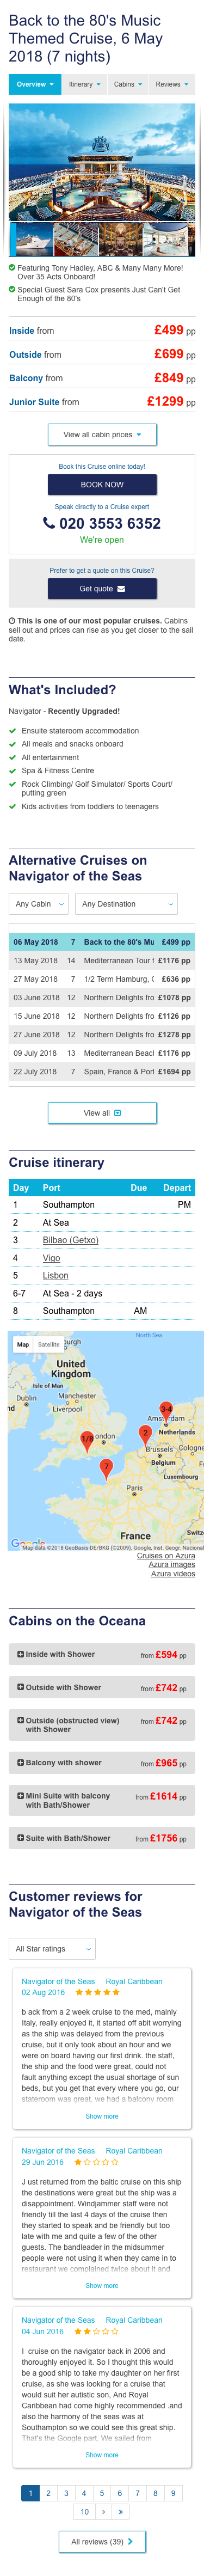 Back to the 80's Music
Themed Cruise, 6 May
2018 (7 nights)
Overview Itinerary Cabins Reviews
Featuring Tony Hadley, ABC & Many Many More!
Over 35 Acts Onboard!
Special Guest Sara Cox presents Just Can't Get
Enough of the 80's
Inside from £499 pp
Outside from £699 pp
Balcony from £849 pp
Junior Suite from £1299 pp
View all cabin prices
Book this Cruise online today!
BOOK NOW
Speak directly to a Cruise expert
020 3553 6352
We're open
Prefer to get a quote on this Cruise?
Get quote
This is one of our most popular cruises. Cabins
sell out and prices can rise as you get closer to the sail
date.
What's Included?
Navigator - Recently Upgraded!
Ensuite stateroom accommodation
All meals and snacks onboard
All entertainment
Spa & Fitness Centre
Rock Climbing/ Golf Simulator/ Sports Court/
putting green
Kids activities from toddlers to teenagers
Alternative Cruises on
Navigator of the Seas
Any Cabin Any Destination
06 May 2018 7 Back to the 80's Mu £499 pp
13 May 2018 14 Mediterranean Tour f £1176 pp
27 May 2018 7 1/2 Term Hamburg, C £636 pp
03 June 2018 12 Northern Delights fro £1078 pp
15 June 2018 12 Northern Delights fro £1126 pp
27 June 2018 12 Northern Delights fro £1278 pp
09 July 2018 13 Mediterranean Beach £1176 pp
22 July 2018 7 Spain, France & Port £1694 pp
View all
Cruise itinerary
Day Port Due Depart
1 Southampton PM
2 At Sea
3 Bilbao (Getxo)
4 Vigo
5 Lisbon
6-7 At Sea - 2 days
8 Southampton AM
North Sea
Map Satellite
United
Kingdom
Isle of Man
Manchester
Dublin
Liverpool
3-4
Amsterdam
2
Netherlands
1/8
ondon
Cologne
Brussels
Belgium
7
Luxembourg
Paris
France
Switz
Google
Map data ©2018 GeoBasis-DE/BKG (©2009), Google, Inst. Geogr. Nacional
Cruises on Azura
Azura images
Azura videos
Cabins on the Oceana
Inside with Shower from £594 pp
Outside with Shower from £742 pp
Outside (obstructed view) from £742 pp
with Shower
Balcony with shower from £965 pp
Mini Suite with balcony from £1614 pp
with Bath/Shower
Suite with Bath/Shower from £1756 pp
Customer reviews for
Navigator of the Seas
All Star ratings
Navigator of the Seas Royal Caribbean
02 Aug 2016
b ack from a 2 week cruise to the med, mainly
Italy, really enjoyed it, it started off abit worrying
as the ship was delayed from the previous
cruise, but it only took about an hour and we
were on board having our first drink. the staff,
the ship and the food were great, could not
fault anything except the usual shortage of sun
beds, but you get that every where you go, our
stateroom was great, we had a balcony room
Show more
Navigator of the Seas Royal Caribbean
29 Jun 2016
J ust returned from the baltic cruise on this ship
the destinations were great but the ship was a
disappointment. Windjammer staff were not
friendly till the last 4 days of the cruise then
they started to speak and be friendly but too
late with me and quite a few of the other
guests. The bandleader in the midsummer
people were not using it when they came in to
restaurant we complained twice about it and
Show more
Navigator of the Seas Royal Caribbean
04 Jun 2016
I cruise on the navigator back in 2006 and
thoroughly enjoyed it. So I thought this would
be a good ship to take my daughter on her first
cruise, as she was looking for a cruise that
would suit her autistic son, And Royal
Caribbean had come highly recommended .and
also the harmony of the seas was at
Southampton so we could see this great ship.
That's the Google part. We sailed from
Show more
1 2 3 4 5 6 7 8 9
10 › »
All reviews (39)